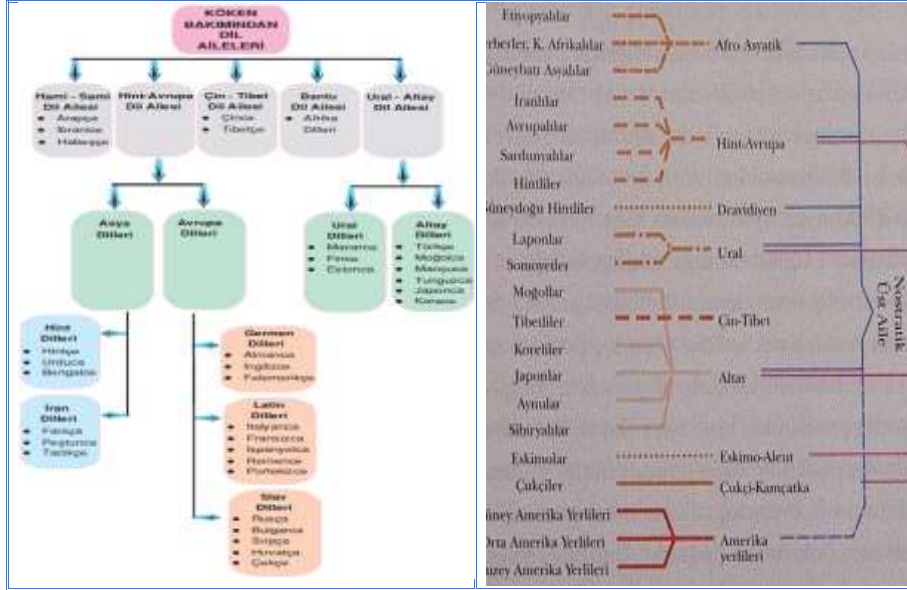 KÖKEN
BAKIMINDAN
DİL
AİLELERİ
Hami - Sami
Dil Ailesi
Arapça
İbranice
Habeşçe
Hint-Avrupa
Dil Ailesi
Çin - Tibet
Dil Ailesi
Çince
Tibetçe
Bantu
Dil Ailesi
Afrika
Dilleri
Ural - Altay
Dil Ailesi
Asya
Dilleri
Avrupa
Dilleri
Ural
Dilleri
Macarca
Fince
Estonca
Altay
Dilleri
Türkçe
Moğolca
Mançuca
Tunguzca
Japonca
Korece
Hint
Dilleri
Hintçe
Urduca
Bengalce
İran
Dilleri
Farsça
Peştunca
Tacikçe
Germen
Dilleri
Almanca
İngilizce
Felemenkçe
Latin
Dilleri
İtalyanca
Fransızca
İspanyolca
Romence
Portekizce
Slav
Dilleri
Rusça
Bulgarca
Sırpça
Hırvatça
Çekçe
Etiyopyalılar
erberler, K. Afrikalılar
Güneybatı Asyalılar
Afro Asyatik
İranlılar
Avrupalılar
Sardunyalılar
Hintliler
Hint-Avrupa
Güneydoğu Hintliler
Dravidiyen
Laponlar
Somoyetler
Ural
Moğollar
Tibetliler
Çin-Tibet
Koreliler
Japonlar
Altay
Aynular
Sibiryalılar
Eskimolar
Eskimo-Aleut
Çukçiler
Çukçi-Kamçatka
üney Amerika Yerlileri
Orta Amerika Yerlileri
uzey Amerika Yerlileri
Amerika
yerlileri
Nostratik
Üst Aile